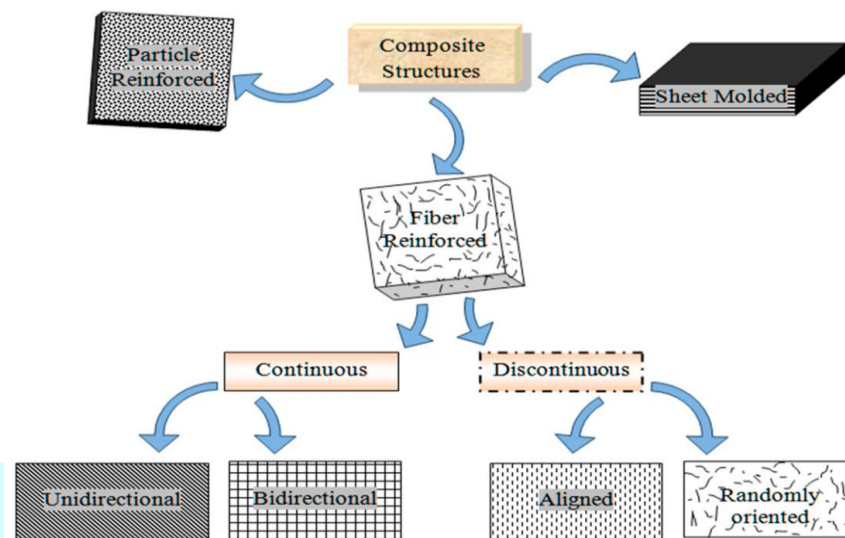 Composite
Structures
Particle
Reinforced
Sheet Molded
Fiber
Reinforced
Continuous
Discontinuous
Unidirectional
Bidirectional
Aligned
Randomly
oriented